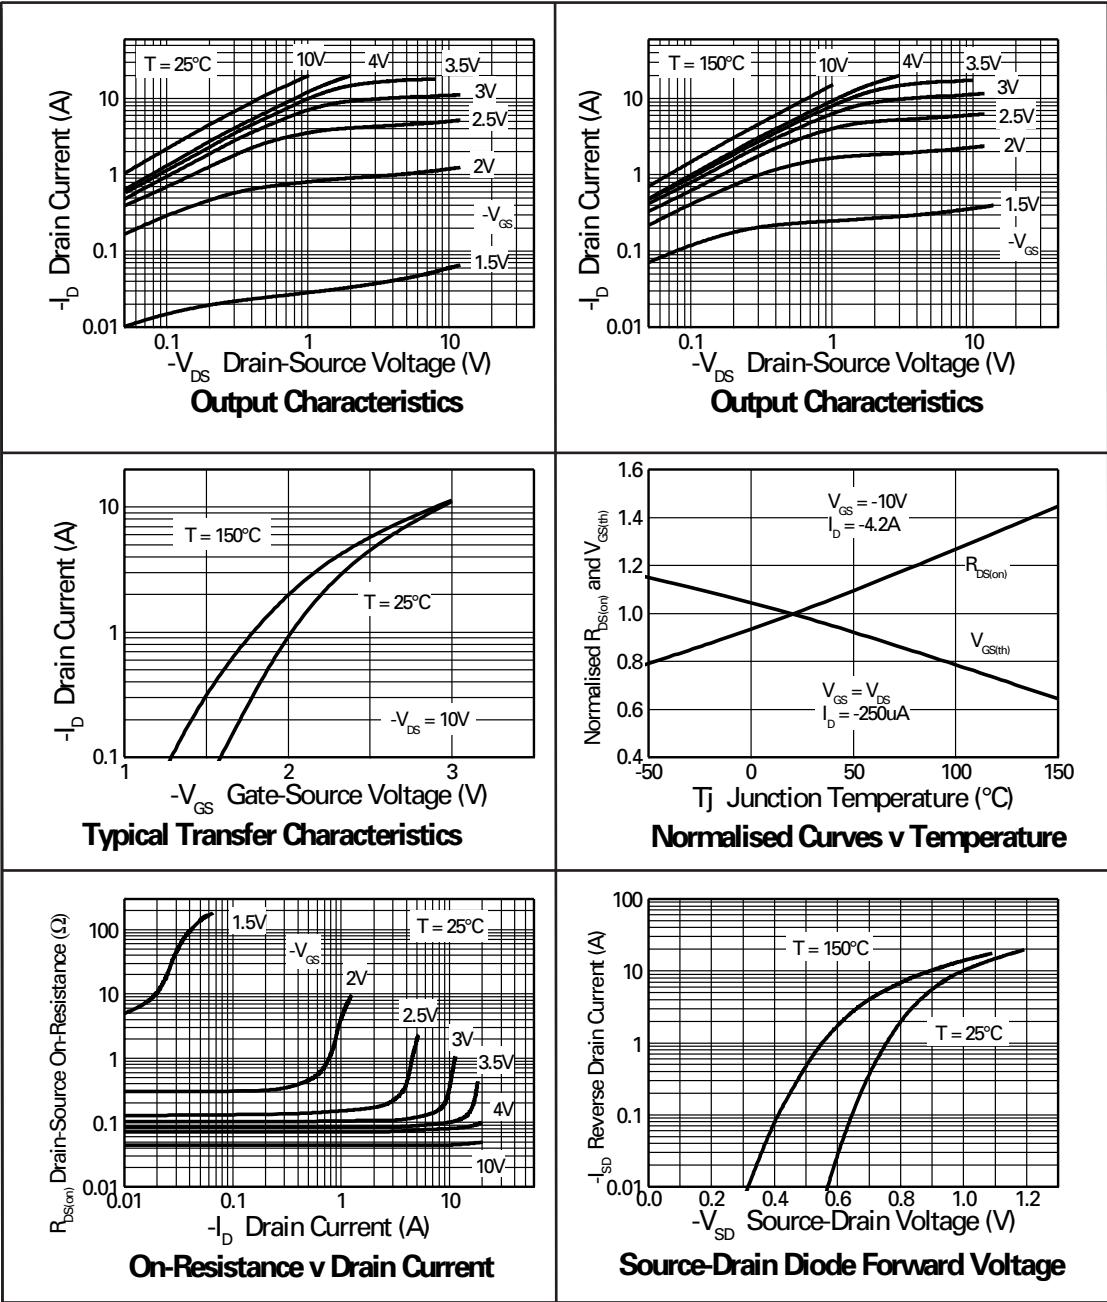 T = 25°C
10V
4V
3.5V
3V
2.5V
2V
-VGS
1.5V
10
1
0.1
0.01
0.1
1
10
-ID Drain Current (A)
-VDS Drain-Source Voltage (V)
Output Characteristics
T = 150°C
10V
4V
3.5V
3V
2.5V
2V
1.5V
-VGS
10
1
0.1
0.01
0.1
1
10
-ID Drain Current (A)
-VDS Drain-Source Voltage (V)
Output Characteristics
10
1
0.1
T = 150°C
T = 25°C
-VDS = 10V
1
2
3
-ID Drain Current (A)
-VGS Gate-Source Voltage (V)
Typical Transfer Characteristics
1.6
1.4
1.2
1.0
0.8
0.6
0.4
VGS = -10V
ID = -4.2A
RDS(on)
VGS(th)
VGS = VDS
ID = -250uA
-50
0
50
100
150
Normalised RDS(on) and VGS(th)
Tj Junction Temperature (°C)
Normalised Curves v Temperature
100
10
1
0.1
0.01
1.5V
T = 25°C
-VGS
2V
2.5V
3V
3.5V
4V
10V
0.01
0.1
1
10
RDS(on) Drain-Source On-Resistance (Ω)
-ID Drain Current (A)
On-Resistance v Drain Current
100
10
1
0.1
0.01
T = 150°C
T = 25°C
0.0
0.2
0.4
0.6
0.8
1.0
1.2
-ISD Reverse Drain Current (A)
-VSD Source-Drain Voltage (V)
Source-Drain Diode Forward Voltage